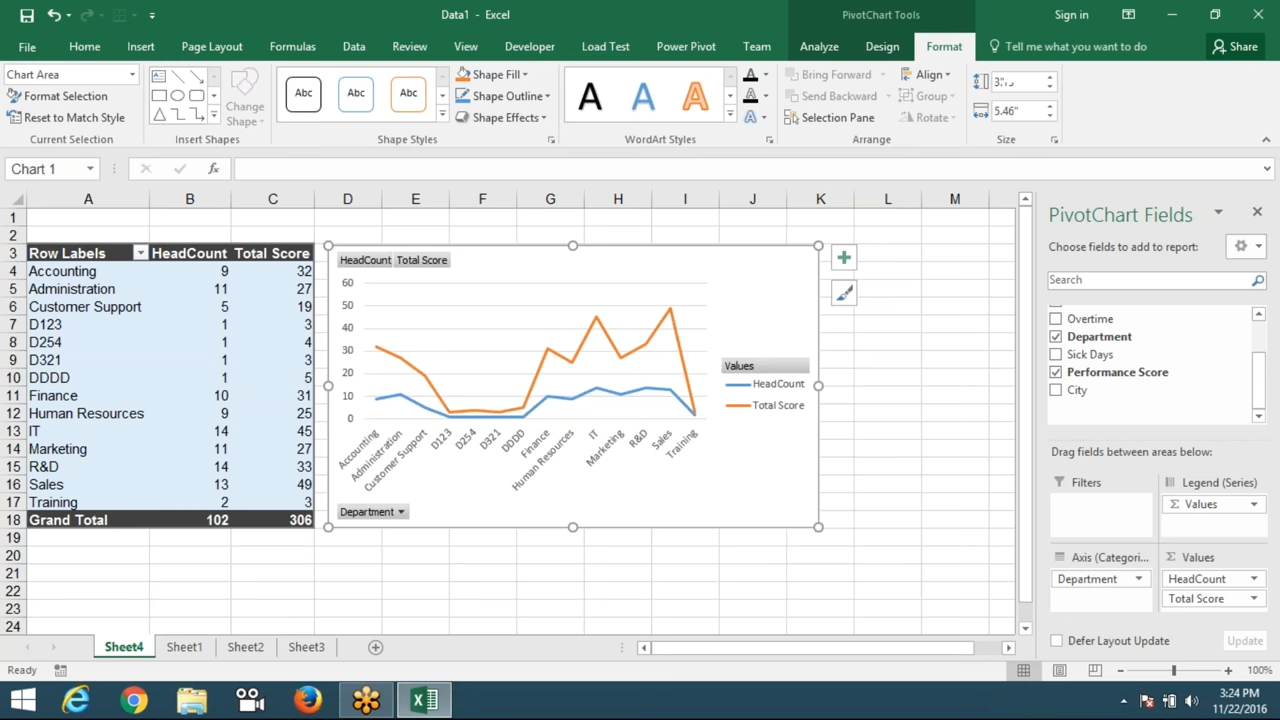 Data1 - Excel
PivotChart Tools
Sign in
File Home Insert Page Layout Formulas Data Review View Developer Load Test Power Pivot Team Analyze Design Format Tell me what you want to do Share
Chart Area
Format Selection
Reset to Match Style
Current Selection
Change Shape
Insert Shapes
Abc Abc Abc
Shape Fill
Shape Outline
Shape Effects
Shape Styles
A A A
WordArt Styles
Bring Forward
Send Backward
Selection Pane
Align
Group
Rotate
Arrange
5.46"
Size
Chart 1
fx
A B C D E F G H I J K L M
1
2
3 Row Labels HeadCount Total Score
4 Accounting 9 32
5 Administration 11 27
6 Customer Support 5 19
7 D123 1 3
8 D254 1 4
9 D321 1 3
10 DDDD 1 5
11 Finance 10 31
12 Human Resources 9 25
13 IT 14 45
14 Marketing 11 27
15 R&D 14 33
16 Sales 13 49
17 Training 2 3
18 Grand Total 102 306
19
20
21
22
23
24
HeadCount Total Score
60
50
40
30
20
10
0
Accounting Administration Customer Support D123 D254 D321 DDDD Finance Human Resources IT Marketing R&D Sales Training
Values
HeadCount
Total Score
Department
PivotChart Fields
Choose fields to add to report:
Search
Overtime
Department
Sick Days
Performance Score
City
Drag fields between areas below:
Filters
Legend (Series)
Σ Values
Axis (Categori...
Σ Values
Department
HeadCount
Total Score
Defer Layout Update
Update
Sheet4 Sheet1 Sheet2 Sheet3
Ready
100%
3:24 PM
11/22/2016